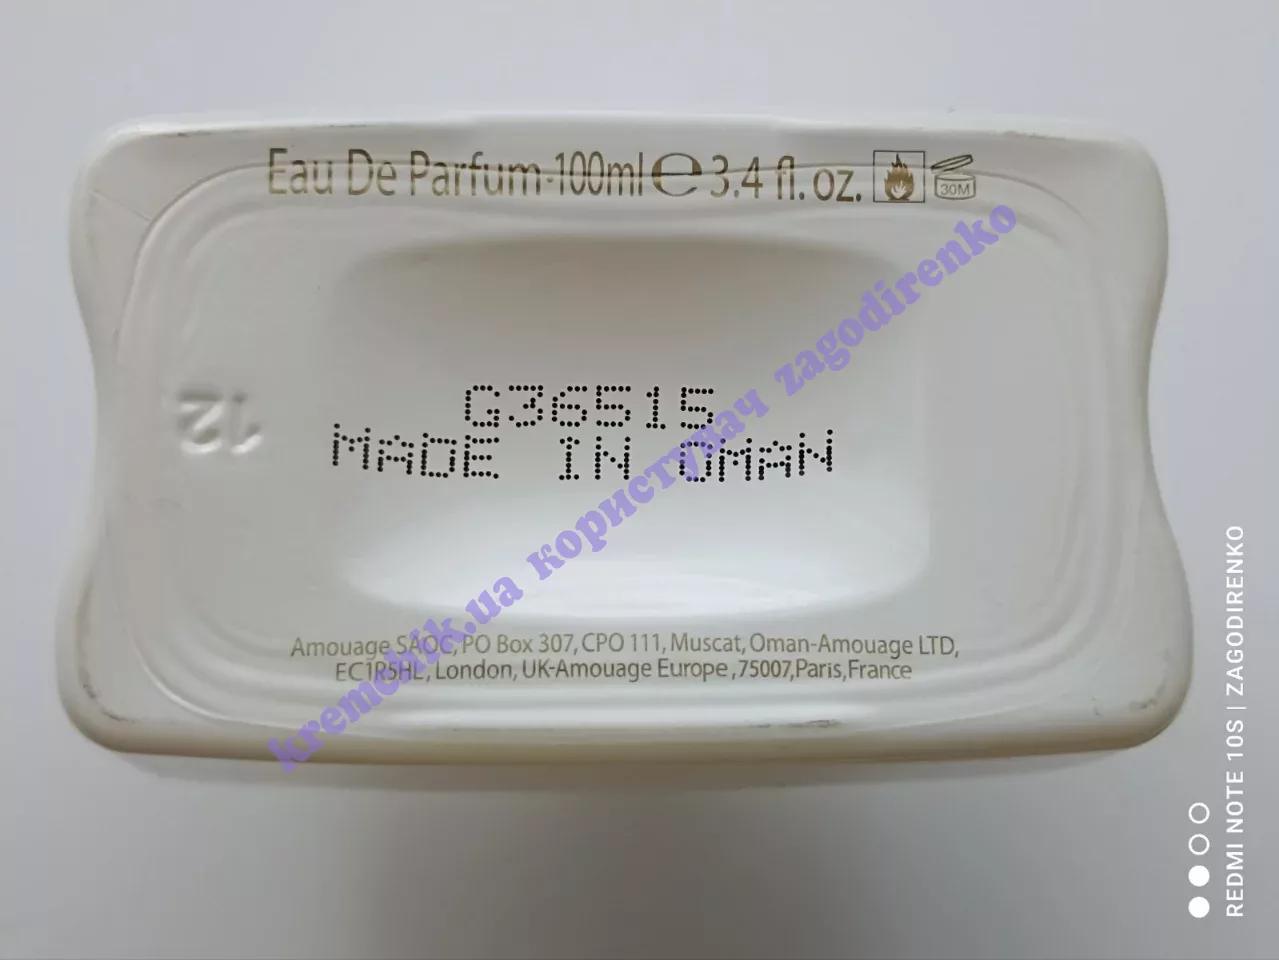 Eau De Parfum·100ml ℮ 3.4 fl. oz.
30M
G36515
MADE IN OMAN
12
Amouage SAOC, PO Box 307, CPO 111, Muscat, Oman-Amouage LTD,
EC1R5HL, London, UK-Amouage Europe ,75007,Paris,France
kremchik.ua користувач zagodirenko
REDMI NOTE 10S | ZAGODIRENKO